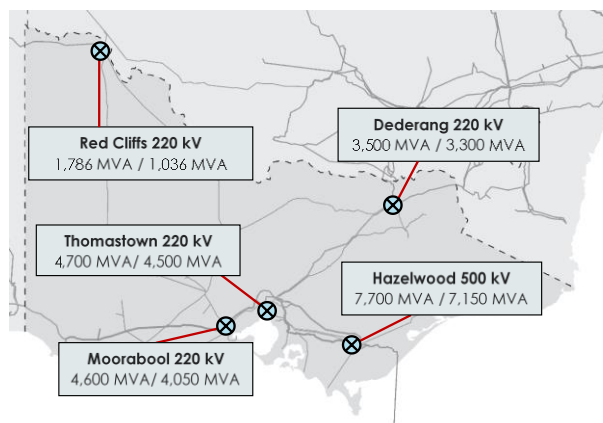 Red Cliffs 220 kV
1,786 MVA / 1,036 MVA
Dederang 220 kV
3,500 MVA / 3,300 MVA
Thomastown 220 kV
4,700 MVA/ 4,500 MVA
Hazelwood 500 kV
7,700 MVA / 7,150 MVA
Moorabool 220 kV
4,600 MVA/ 4,050 MVA